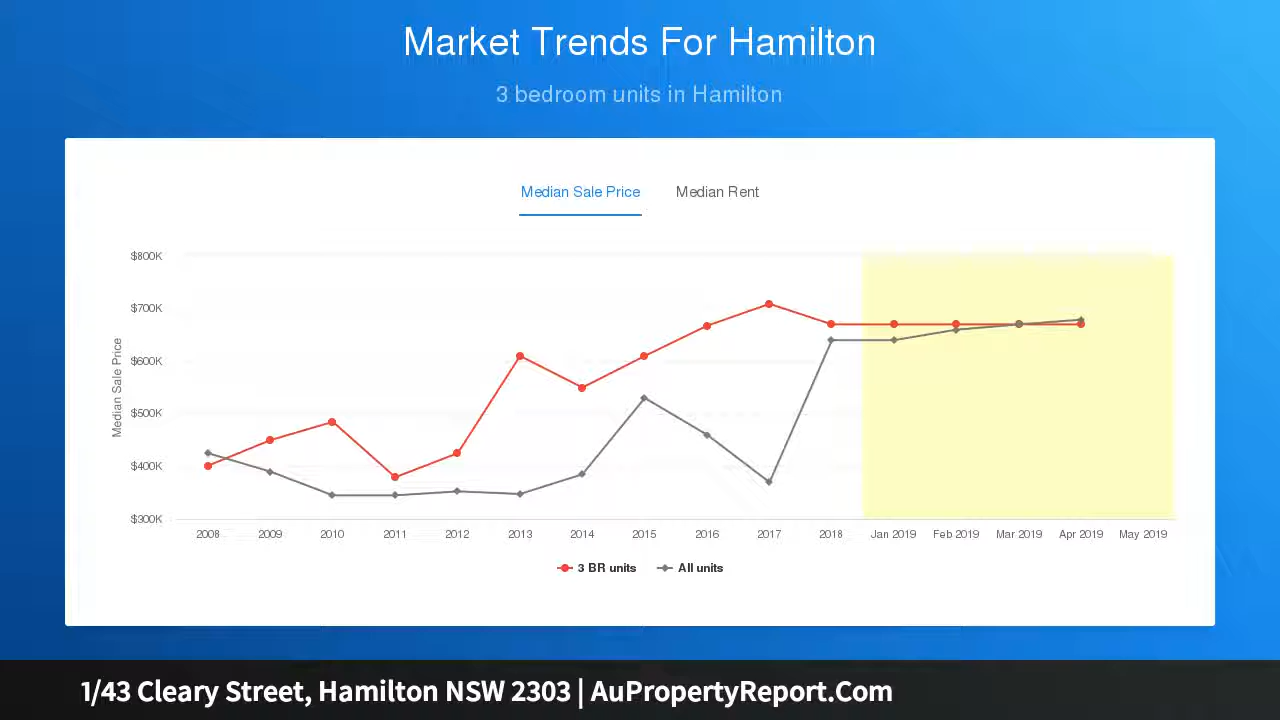 Market Trends For Hamilton
3 bedroom units in Hamilton
Median Sale Price Median Rent
$800K
$700K
$600K
$500K
$400K
$300K
Median Sale Price
2008 2009 2010 2011 2012 2013 2014 2015 2016 2017 2018 Jan 2019 Feb 2019 Mar 2019 Apr 2019 May 2019
3 BR units All units
1/43 Cleary Street, Hamilton NSW 2303 | AuPropertyReport.Com